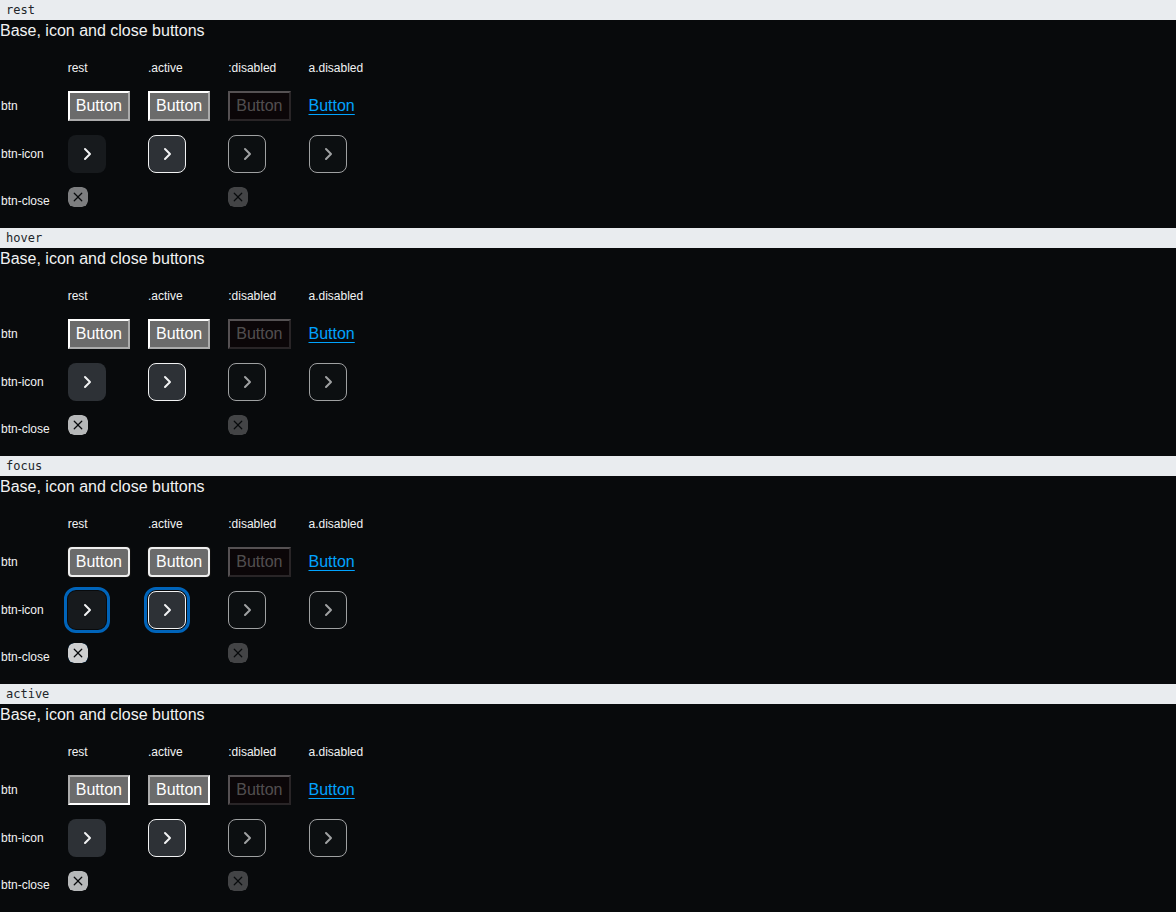 rest
Base, icon and close buttons
rest .active :disabled a.disabled
btn Button Button Button Button
btn-icon
btn-close
hover
Base, icon and close buttons
rest .active :disabled a.disabled
btn Button Button Button Button
btn-icon
btn-close
focus
Base, icon and close buttons
rest .active :disabled a.disabled
btn Button Button Button Button
btn-icon
btn-close
active
Base, icon and close buttons
rest .active :disabled a.disabled
btn Button Button Button Button
btn-icon
btn-close